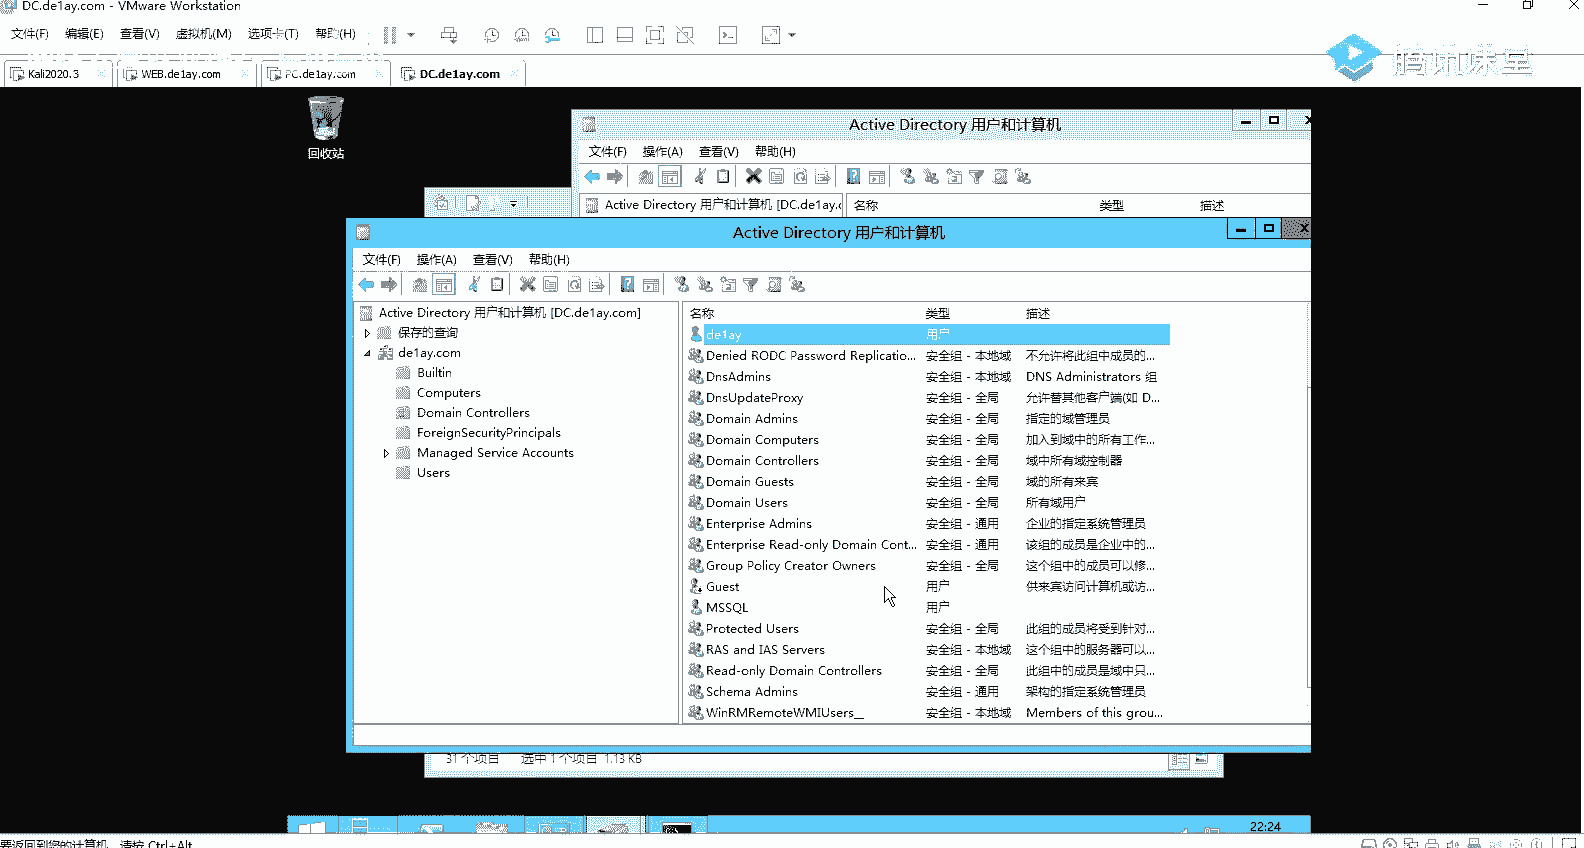 DC.de1ay.com - VMware Workstation
文件(F) 编辑(E) 查看(V) 虚拟机(M) 选项卡(T) 帮助(H)
腾讯课堂
Kali2020.3 WEB.de1ay.com PC.de1ay.com DC.de1ay.com
回收站
Active Directory 用户和计算机
文件(F) 操作(A) 查看(V) 帮助(H)
Active Directory 用户和计算机 [DC.de1ay.c 名称 类型 描述
Active Directory 用户和计算机
文件(F) 操作(A) 查看(V) 帮助(H)
Active Directory 用户和计算机 [DC.de1ay.com]
保存的查询
de1ay.com
Builtin
Computers
Domain Controllers
ForeignSecurityPrincipals
Managed Service Accounts
Users
名称 类型 描述
de1ay 用户
Denied RODC Password Replicatio... 安全组 - 本地域 不允许将此组中成员的...
DnsAdmins 安全组 - 本地域 DNS Administrators 组
DnsUpdateProxy 安全组 - 全局 允许替其他客户端(如 D...
Domain Admins 安全组 - 全局 指定的域管理员
Domain Computers 安全组 - 全局 加入到域中的所有工作...
Domain Controllers 安全组 - 全局 域中所有域控制器
Domain Guests 安全组 - 全局 域的所有来宾
Domain Users 安全组 - 全局 所有域用户
Enterprise Admins 安全组 - 通用 企业的指定系统管理员
Enterprise Read-only Domain Cont... 安全组 - 通用 该组的成员是企业中的...
Group Policy Creator Owners 安全组 - 全局 这个组中的成员可以修...
Guest 用户 供来宾访问计算机或访...
MSSQL 用户
Protected Users 安全组 - 全局 此组的成员将受到针对...
RAS and IAS Servers 安全组 - 本地域 这个组中的服务器可以...
Read-only Domain Controllers 安全组 - 全局 此组中的成员是域中只...
Schema Admins 安全组 - 通用 架构的指定系统管理员
WinRMRemoteWMIUsers__ 安全组 - 本地域 Members of this grou...
31 个项目 选中 1 个项目 1.13 KB
22:24
要返回到您的计算机，请按 Ctrl+Alt